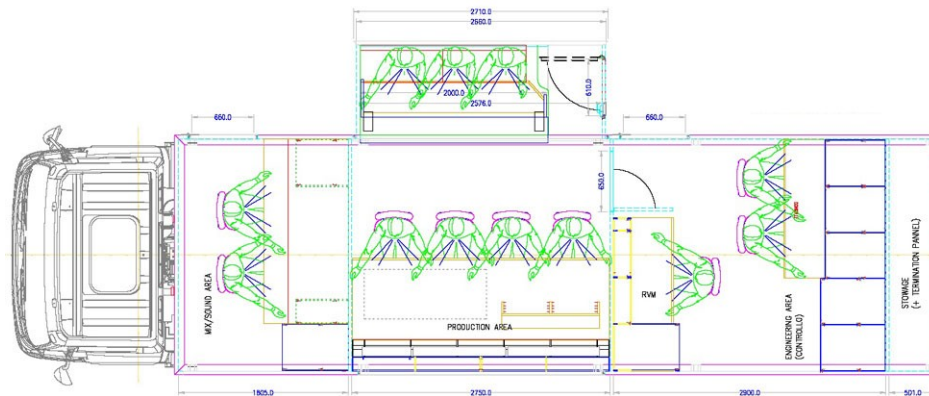 2710.0
2680.0
2000.0
2576.0
610.0
660.0
660.0
650.0
MIX/SOUND AREA
PRODUCTION AREA
RVM
ENGINEERING AREA
(CONTROLLO)
STOWAGE
(+ TERMINATION PANNEL)
1805.0
2750.0
2900.0
501.0